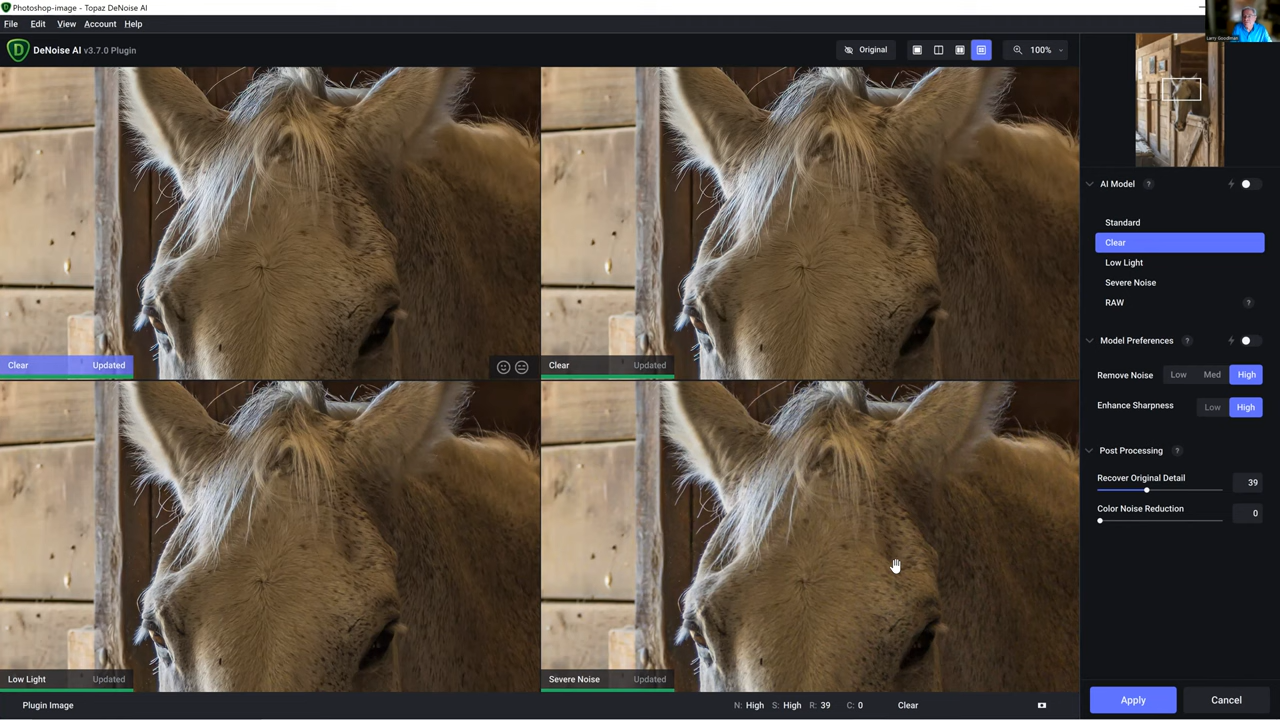 Photoshop-image - Topaz DeNoise AI
File Edit View Account Help
Larry Goodman
DeNoise AI v3.7.0 Plugin
Original
100%
AI Model ?
Standard
Clear
Low Light
Severe Noise
RAW ?
Model Preferences ?
Remove Noise Low Med High
Enhance Sharpness Low High
Post Processing ?
Recover Original Detail 39
Color Noise Reduction 0
Clear Updated
Clear Updated
Low Light Updated
Severe Noise Updated
Plugin Image
N: High S: High R: 39 C: 0 Clear
Apply Cancel